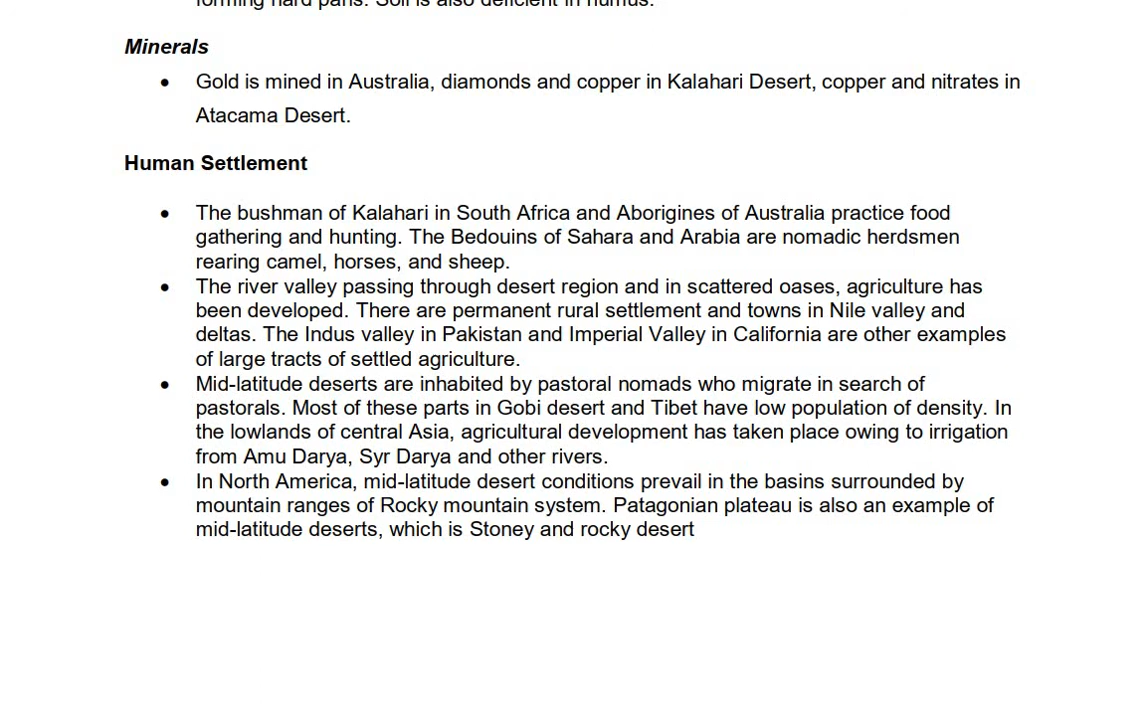 forming hard pans. Soil is also deficient in humus.
Minerals
• Gold is mined in Australia, diamonds and copper in Kalahari Desert, copper and nitrates in
Atacama Desert.
Human Settlement
• The bushman of Kalahari in South Africa and Aborigines of Australia practice food
gathering and hunting. The Bedouins of Sahara and Arabia are nomadic herdsmen
rearing camel, horses, and sheep.
• The river valley passing through desert region and in scattered oases, agriculture has
been developed. There are permanent rural settlement and towns in Nile valley and
deltas. The Indus valley in Pakistan and Imperial Valley in California are other examples
of large tracts of settled agriculture.
• Mid-latitude deserts are inhabited by pastoral nomads who migrate in search of
pastorals. Most of these parts in Gobi desert and Tibet have low population of density. In
the lowlands of central Asia, agricultural development has taken place owing to irrigation
from Amu Darya, Syr Darya and other rivers.
• In North America, mid-latitude desert conditions prevail in the basins surrounded by
mountain ranges of Rocky mountain system. Patagonian plateau is also an example of
mid-latitude deserts, which is Stoney and rocky desert